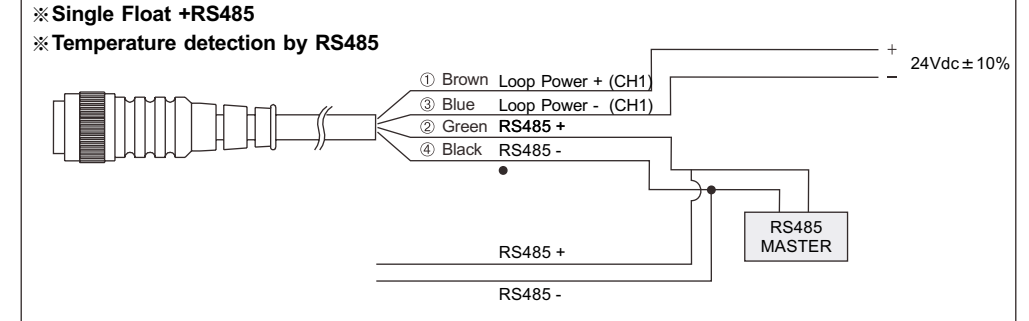 ※Single Float +RS485
※Temperature detection by RS485
+
24Vdc±10%
−
① Brown Loop Power + (CH1)
③ Blue Loop Power - (CH1)
② Green RS485 +
④ Black RS485 -
RS485
MASTER
RS485 +
RS485 -